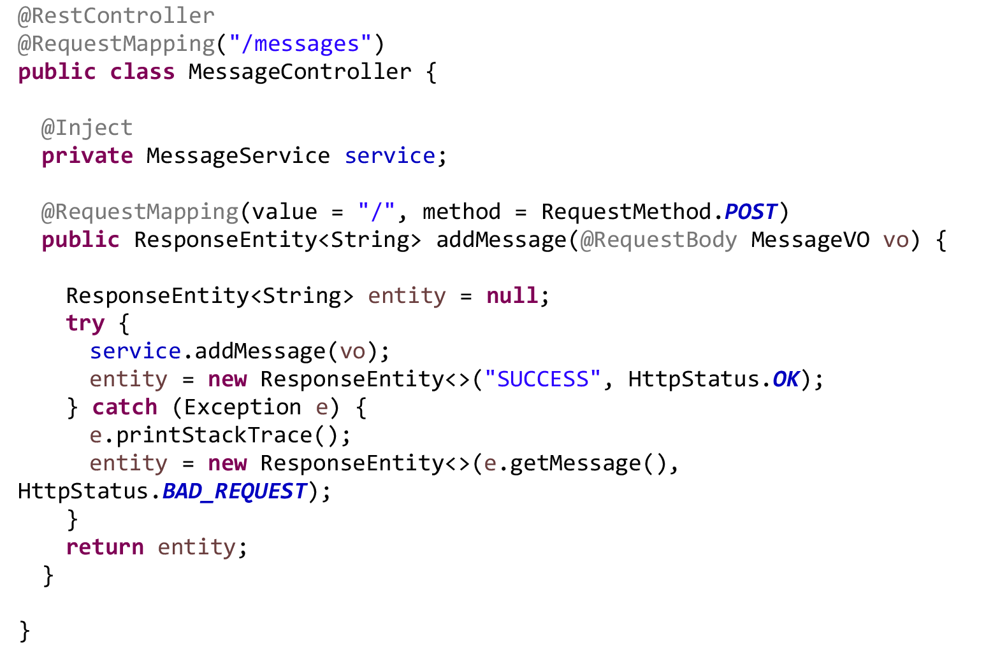 @RestController
@RequestMapping("/messages")
public class MessageController {
@Inject
private MessageService service;
@RequestMapping(value = "/", method = RequestMethod.POST)
public ResponseEntity<String> addMessage(@RequestBody MessageVO vo) {
ResponseEntity<String> entity = null;
try {
service.addMessage(vo);
entity = new ResponseEntity<>("SUCCESS", HttpStatus.OK);
} catch (Exception e) {
e.printStackTrace();
entity = new ResponseEntity<>(e.getMessage(),
HttpStatus.BAD_REQUEST);
}
return entity;
}
}